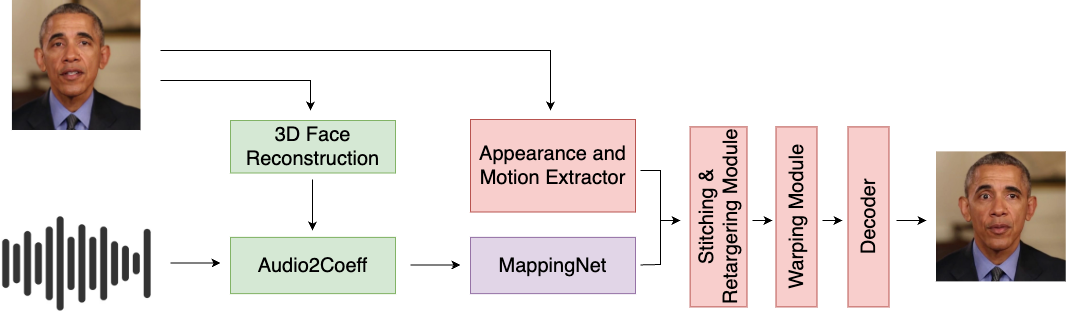 3D Face
Reconstruction
Appearance and
Motion Extractor
Audio2Coeff
MappingNet
Stitching &
Retargering Module
Warping Module
Decoder